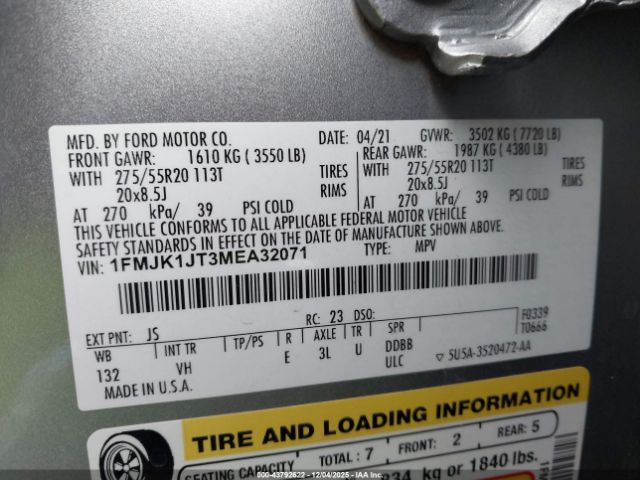 MFD. BY FORD MOTOR CO.
DATE: 04/21 GVWR: 3502 KG ( 7720 LB)
FRONT GAWR: 1610 KG ( 3550 LB)
REAR GAWR: 1987 KG ( 4380 LB)
WITH 275/55R20 113T TIRES
WITH 275/55R20 113T TIRES
20x8.5J RIMS
20x8.5J RIMS
AT 270 kPa/ 39 PSI COLD
AT 270 kPa/ 39 PSI COLD
THIS VEHICLE CONFORMS TO ALL APPLICABLE FEDERAL MOTOR VEHICLE
SAFETY STANDARDS IN EFFECT ON THE DATE OF MANUFACTURE SHOWN ABOVE.
VIN: 1FMJK1JT3MEA32071
TYPE: MPV
F0339
T0666
RC: 23 DSO:
EXT PNT: JS
WB INT TR TP/PS R AXLE TR SPR
132 VH E 3L U DDBB
ULC
5U5A-3520472-AA
MADE IN U.S.A.
TIRE AND LOADING INFORMATION
SEATING CAPACITY TOTAL : 7 FRONT: 2 REAR: 5
kg or 1840 lbs.
000-43792622 - 12/04/2025 - IAA Inc.